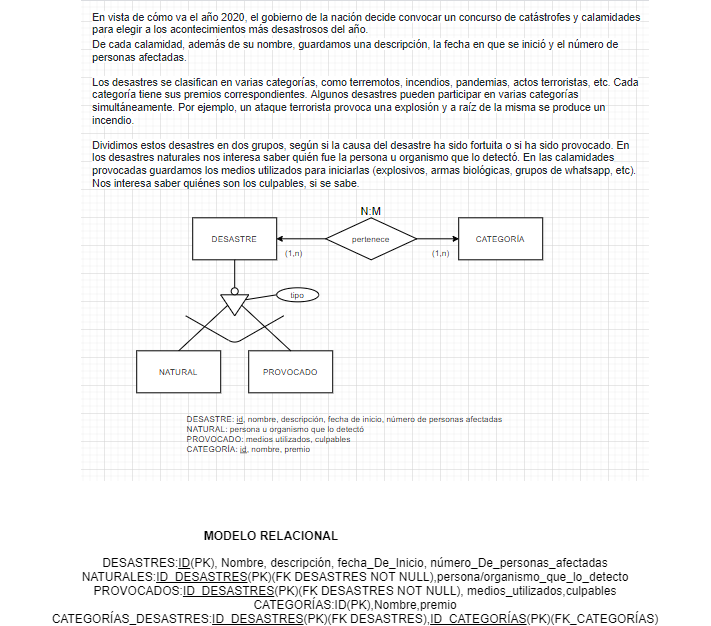 En vista de cómo va el año 2020, el gobierno de la nación decide convocar un concurso de catástrofes y calamidades
para elegir a los acontecimientos más desastrosos del año.
De cada calamidad, además de su nombre, guardamos una descripción, la fecha en que se inició y el número de
personas afectadas.
Los desastres se clasifican en varias categorías, como terremotos, incendios, pandemias, actos terroristas, etc. Cada
categoría tiene sus premios correspondientes. Algunos desastres pueden participar en varias categorías
simultáneamente. Por ejemplo, un ataque terrorista provoca una explosión y a raíz de la misma se produce un
incendio.
Dividimos estos desastres en dos grupos, según si la causa del desastre ha sido fortuita o si ha sido provocado. En
los desastres naturales nos interesa saber quién fue la persona u organismo que lo detectó. En las calamidades
provocadas guardamos los medios utilizados para iniciarlas (explosivos, armas biológicas, grupos de whatsapp, etc).
Nos interesa saber quiénes son los culpables, si se sabe.
N:M
DESASTRE
pertenece
CATEGORÍA
(1,n)
(1,n)
tipo
NATURAL
PROVOCADO
DESASTRE: id, nombre, descripción, fecha de inicio, número de personas afectadas
NATURAL: persona u organismo que lo detectó
PROVOCADO: medios utilizados, culpables
CATEGORÍA: id, nombre, premio
MODELO RELACIONAL
DESASTRES:ID(PK), Nombre, descripción, fecha_De_Inicio, número_De_personas_afectadas
NATURALES:ID_DESASTRES(PK)(FK DESASTRES NOT NULL),persona/organismo_que_lo_detecto
PROVOCADOS:ID_DESASTRES(PK)(FK DESASTRES NOT NULL), medios_utilizados,culpables
CATEGORÍAS:ID(PK),Nombre,premio
CATEGORÍAS_DESASTRES:ID_DESASTRES(PK)(FK DESASTRES),ID_CATEGORÍAS(PK)(FK_CATEGORÍAS)